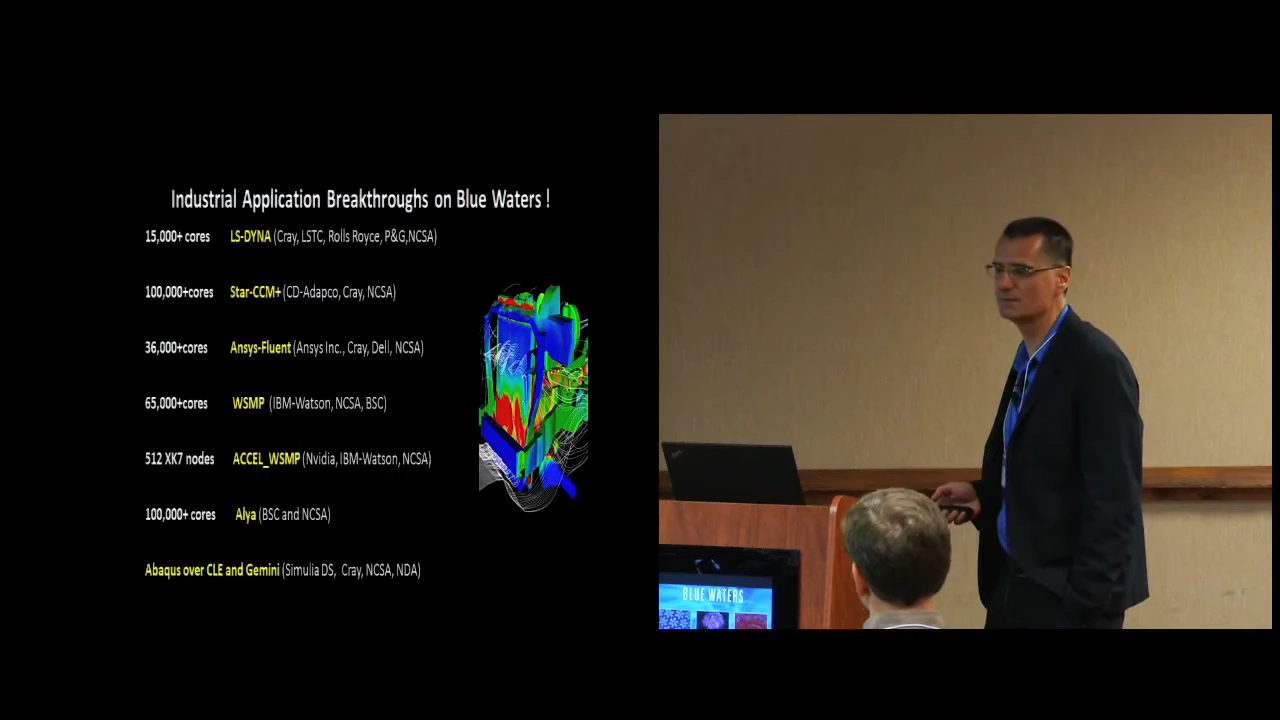 Industrial Application Breakthroughs on Blue Waters !
15,000+ cores LS-DYNA (Cray, LSTC, Rolls Royce, P&G,NCSA)
100,000+cores Star-CCM+ (CD-Adapco, Cray, NCSA)
36,000+cores Ansys-Fluent (Ansys Inc., Cray, Dell, NCSA)
65,000+cores WSMP (IBM-Watson, NCSA, BSC)
512 XK7 nodes ACCEL_WSMP (Nvidia, IBM-Watson, NCSA)
100,000+ cores Alya (BSC and NCSA)
Abaqus over CLE and Gemini (Simulia DS, Cray, NCSA, NDA)
BLUE WATERS